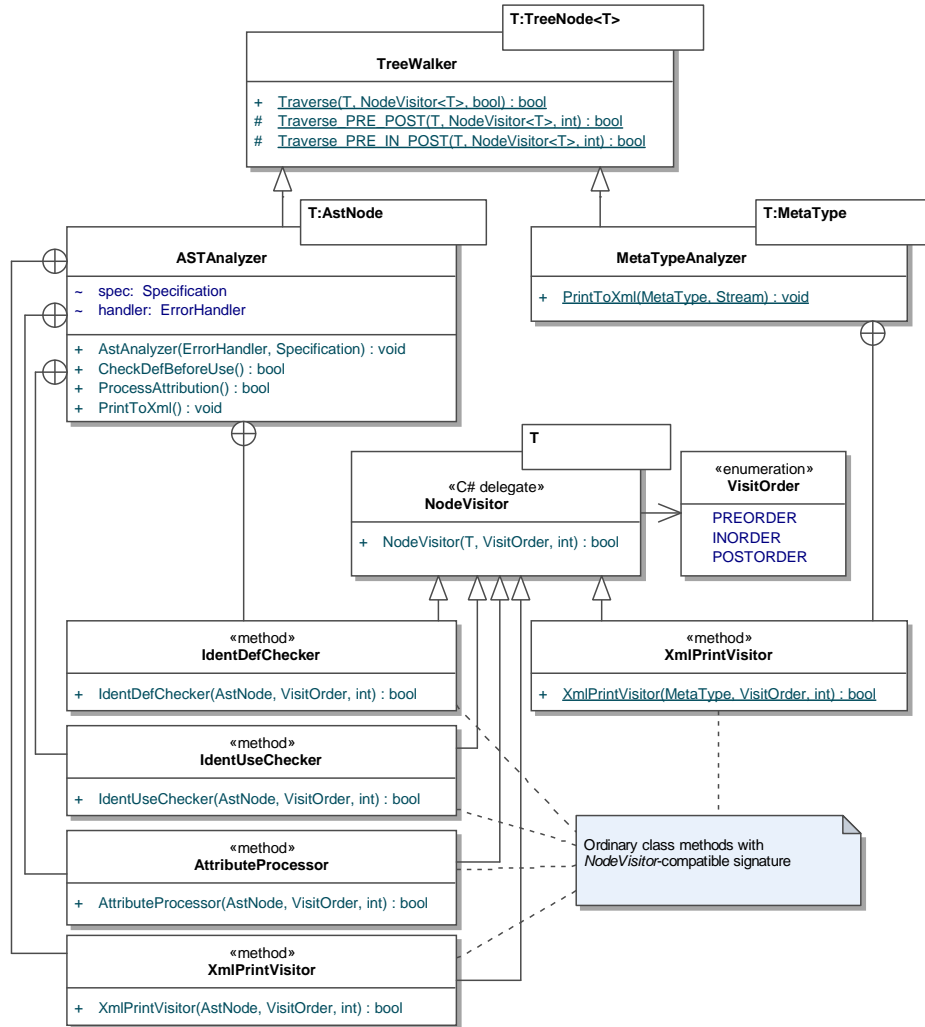 T:TreeNode<T>
TreeWalker
+ Traverse(T, NodeVisitor<T>, bool) : bool
# Traverse_PRE_POST(T, NodeVisitor<T>, int) : bool
# Traverse_PRE_IN_POST(T, NodeVisitor<T>, int) : bool
T:AstNode
ASTAnalyzer
~ spec: Specification
~ handler: ErrorHandler
+ AstAnalyzer(ErrorHandler, Specification) : void
+ CheckDefBeforeUse() : bool
+ ProcessAttribution() : bool
+ PrintToXml() : void
T:MetaType
MetaTypeAnalyzer
+ PrintToXml(MetaType, Stream) : void
T
«C# delegate»
NodeVisitor
+ NodeVisitor(T, VisitOrder, int) : bool
«enumeration»
VisitOrder
PREORDER
INORDER
POSTORDER
«method»
IdentDefChecker
+ IdentDefChecker(AstNode, VisitOrder, int) : bool
«method»
XmlPrintVisitor
+ XmlPrintVisitor(MetaType, VisitOrder, int) : bool
«method»
IdentUseChecker
+ IdentUseChecker(AstNode, VisitOrder, int) : bool
«method»
AttributeProcessor
+ AttributeProcessor(AstNode, VisitOrder, int) : bool
Ordinary class methods with
NodeVisitor-compatible signature
«method»
XmlPrintVisitor
+ XmlPrintVisitor(AstNode, VisitOrder, int) : bool